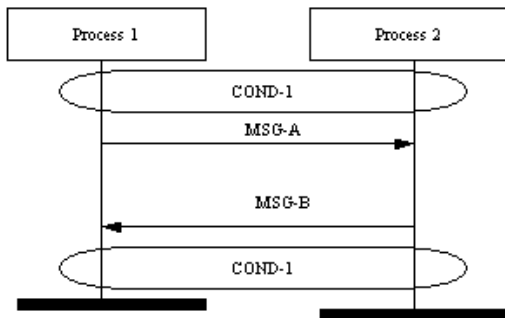 Process 1
Process 2
COND-1
MSG-A
MSG-B
COND-1